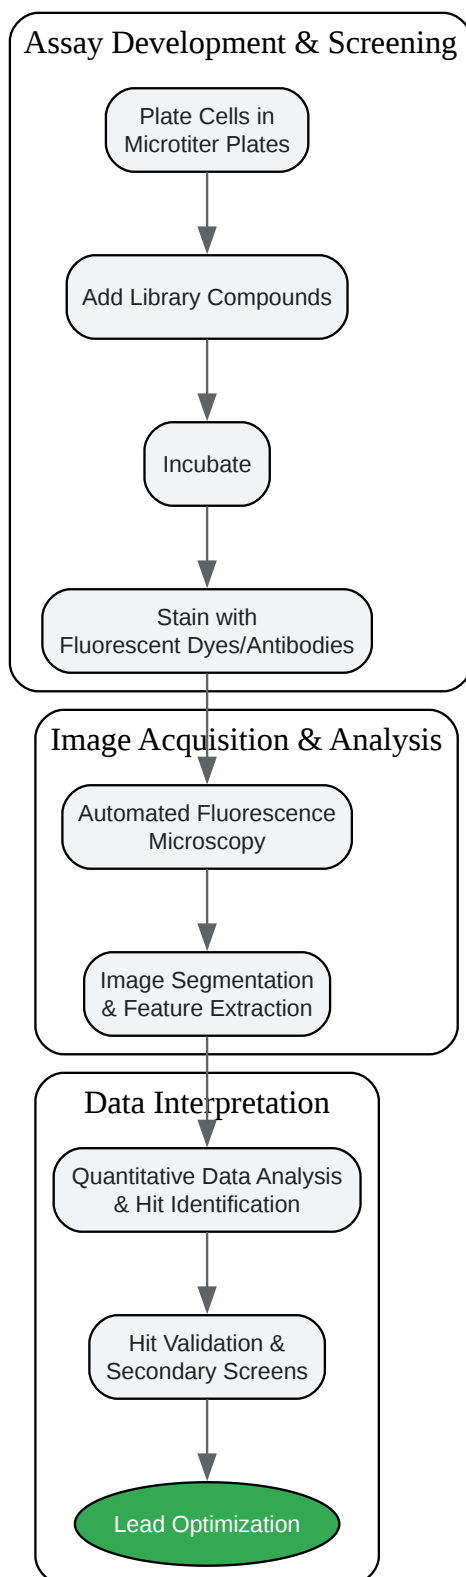 Assay Development & Screening
Plate Cells in
Microtiter Plates
Add Library Compounds
Incubate
Stain with
Fluorescent Dyes/Antibodies
Image Acquisition & Analysis
Automated Fluorescence
Microscopy
Image Segmentation
& Feature Extraction
Data Interpretation
Quantitative Data Analysis
& Hit Identification
Hit Validation &
Secondary Screens
Lead Optimization